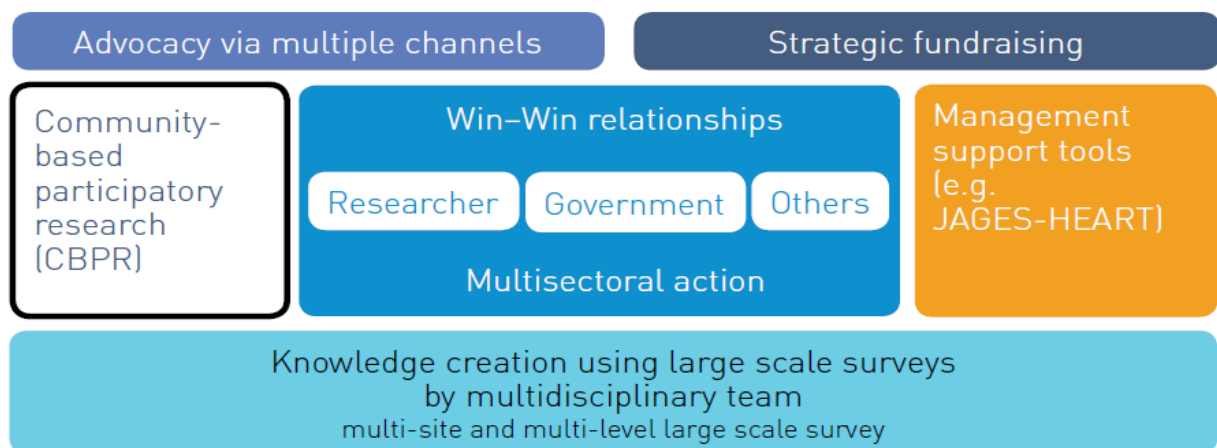 Advocacy via multiple channels
Strategic fundraising
Community-
based
participatory
research
(CBPR)
Win–Win relationships
Researcher
Government
Others
Multisectoral action
Management
support tools
(e.g.
JAGES-HEART)
Knowledge creation using large scale surveys
by multidisciplinary team
multi-site and multi-level large scale survey